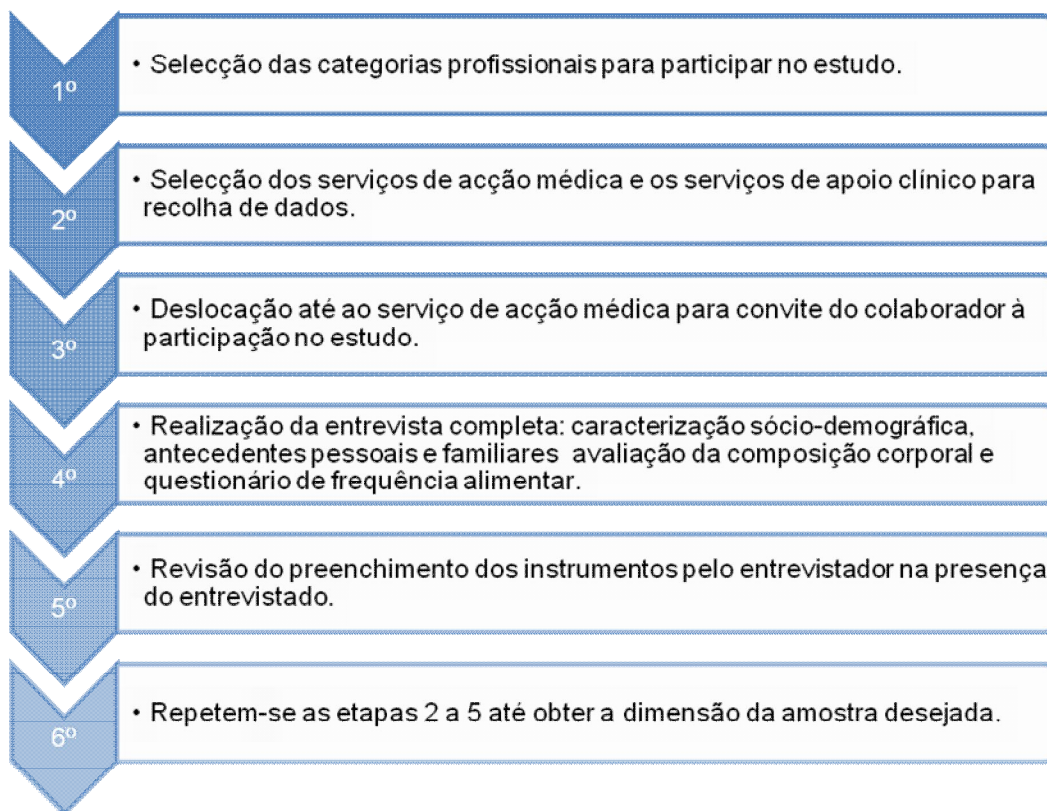 1º
• Selecção das categorias profissionais para participar no estudo.
2º
• Selecção dos serviços de acção médica e os serviços de apoio clínico para
recolha de dados.
3º
• Deslocação até ao serviço de acção médica para convite do colaborador à
participação no estudo.
4º
• Realização da entrevista completa: caracterização sócio-demográfica,
antecedentes pessoais e familiares  avaliação da composição corporal e
questionário de frequência alimentar.
5º
• Revisão do preenchimento dos instrumentos pelo entrevistador na presença
do entrevistado.
6º
• Repetem-se as etapas 2 a 5 até obter a dimensão da amostra desejada.